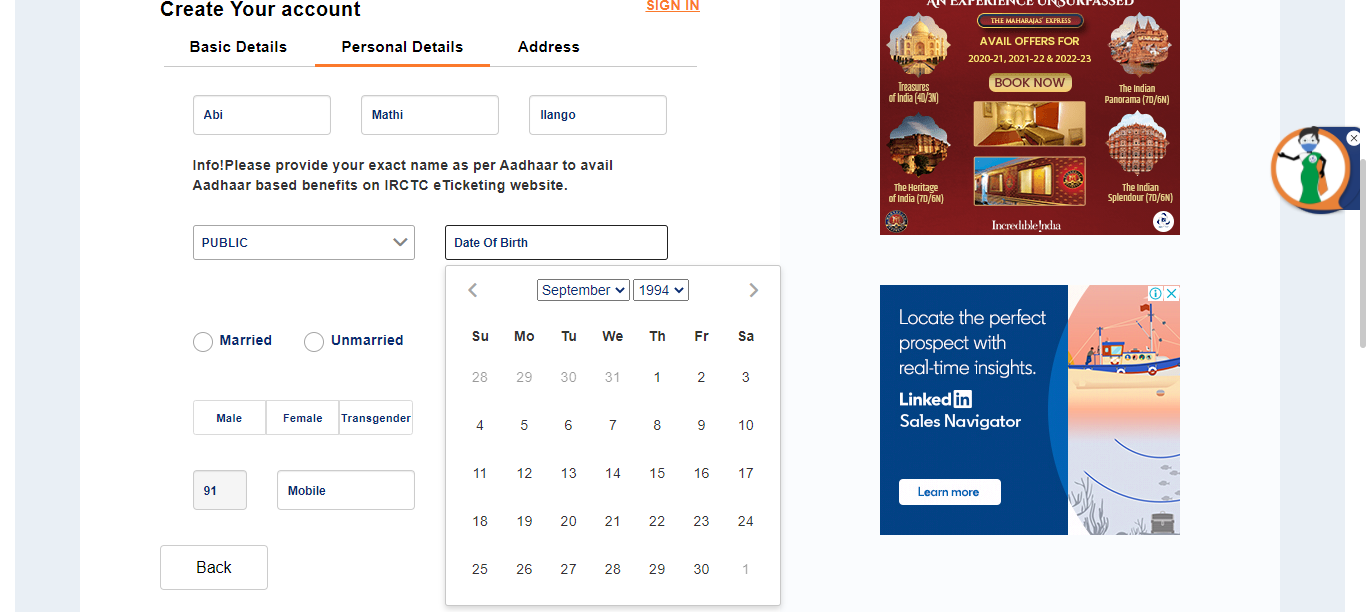 Create Your account
SIGN IN
Basic Details Personal Details Address
Abi Mathi Ilango
Info!Please provide your exact name as per Aadhaar to avail
Aadhaar based benefits on IRCTC eTicketing website.
PUBLIC Date Of Birth
September 1994
Su Mo Tu We Th Fr Sa
28 29 30 31 1 2 3
4 5 6 7 8 9 10
11 12 13 14 15 16 17
18 19 20 21 22 23 24
25 26 27 28 29 30 1
Married Unmarried
Male Female Transgender
91 Mobile
Back
AN EXPERIENCE UNSURPASSED
THE MAHARAJAS' EXPRESS
AVAIL OFFERS FOR
2020-21, 2021-22 & 2022-23
BOOK NOW
Treasures
of India (4D/3N)
The Indian
Panorama (7D/6N)
The Heritage
of India (7D/6N)
The Indian
Splendour (7D/6N)
Incredible!ndia
Locate the perfect
prospect with
real-time insights.
Linked in
Sales Navigator
Learn more